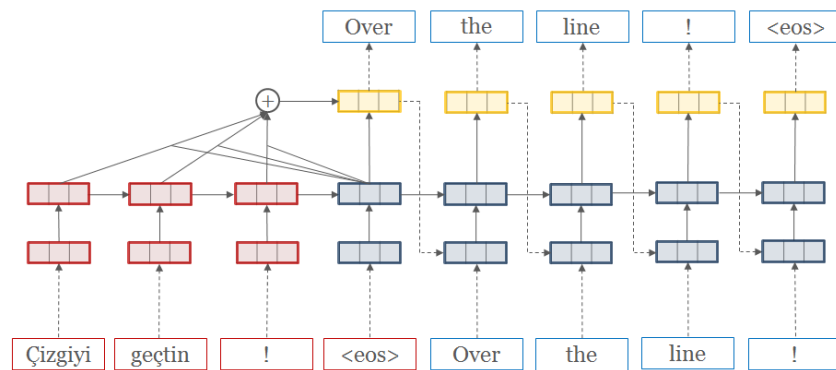 Over the line ! <eos>
+
Çizgiyi geçtin ! <eos> Over the line !